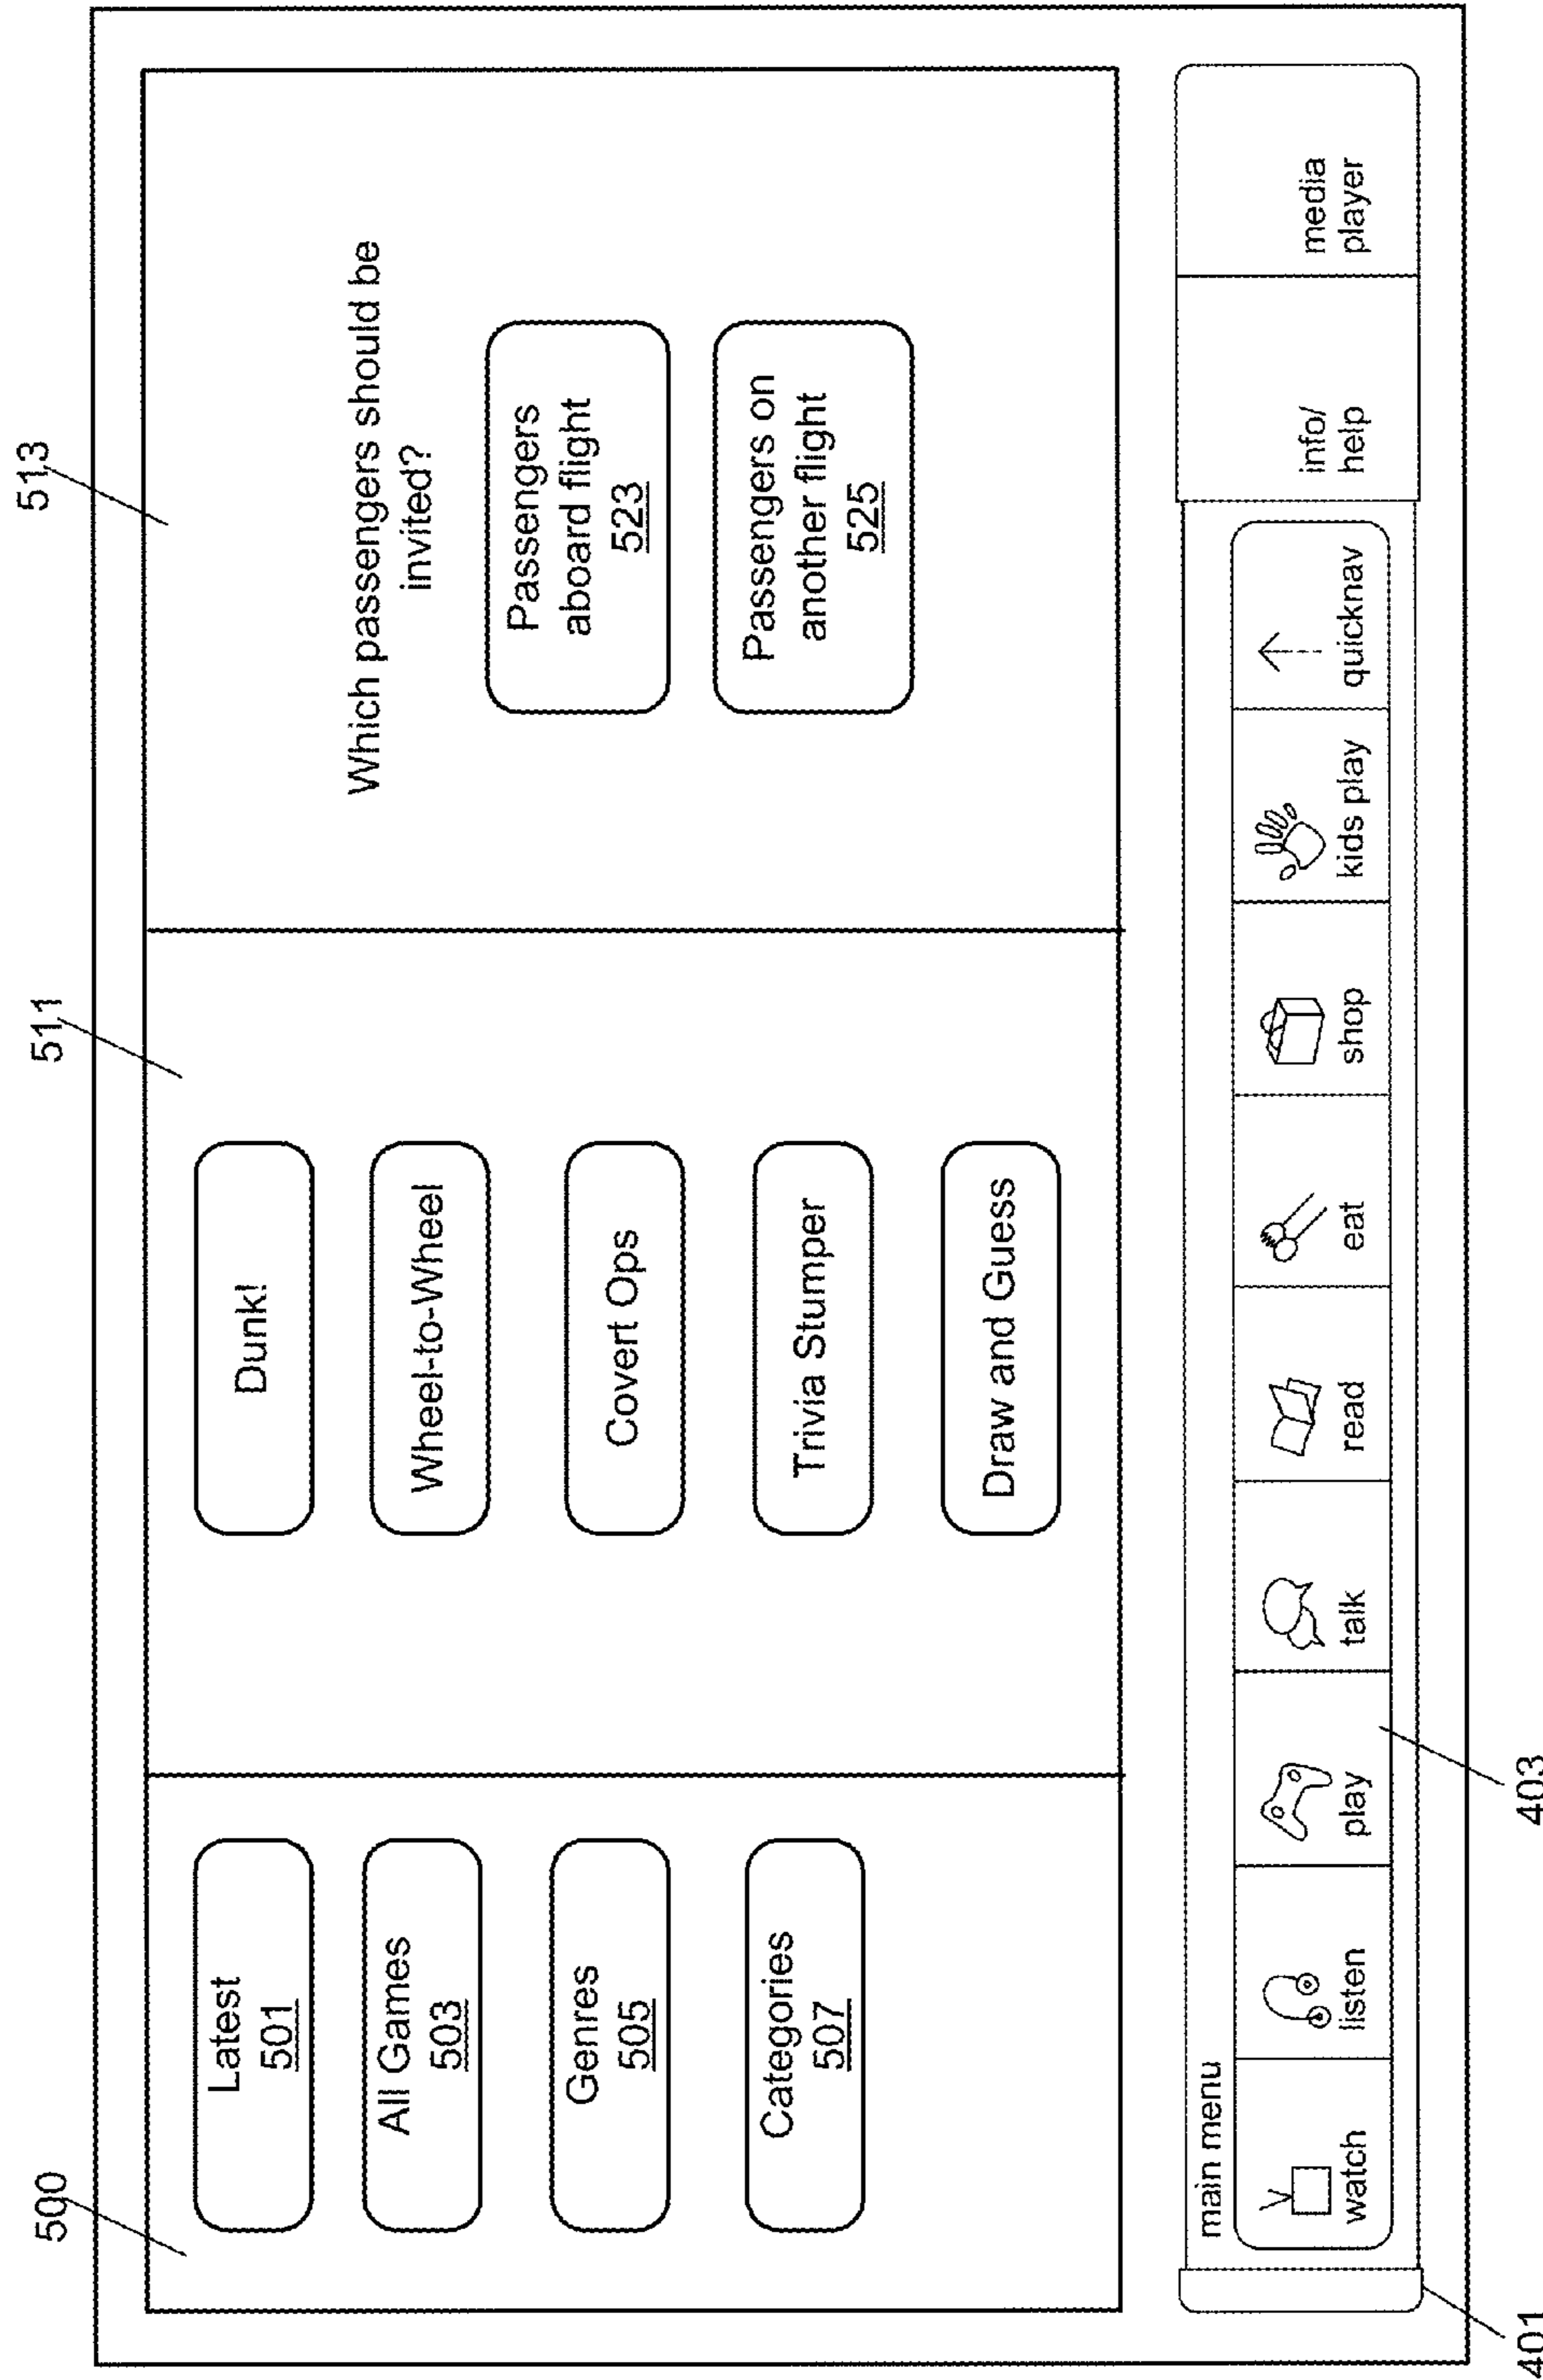 500
511
513
Latest
501
All Games
503
Genres
505
Categories
507
Dunk!
Wheel-to-Wheel
Covert Ops
Trivia Stumper
Draw and Guess
Which passengers should be
invited?
Passengers
aboard flight
523
Passengers on
another flight
525
main menu
watch
listen
play
talk
read
eat
shop
kids play
quicknav
info/
help
media
player
401
403